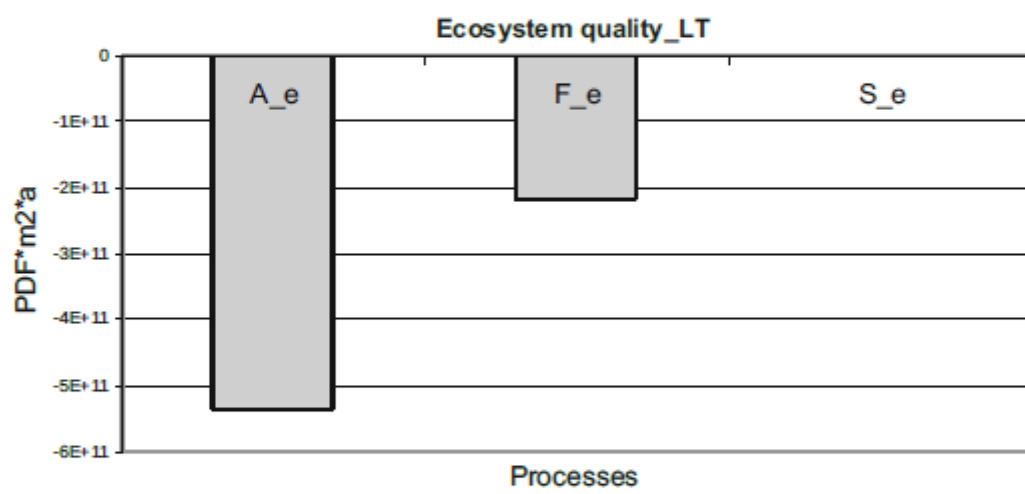 Ecosystem quality_LT
0
A_e
F_e
S_e
-1E+11
-2E+11
-3E+11
-4E+11
-5E+11
-6E+11
PDF*m2*a
Processes